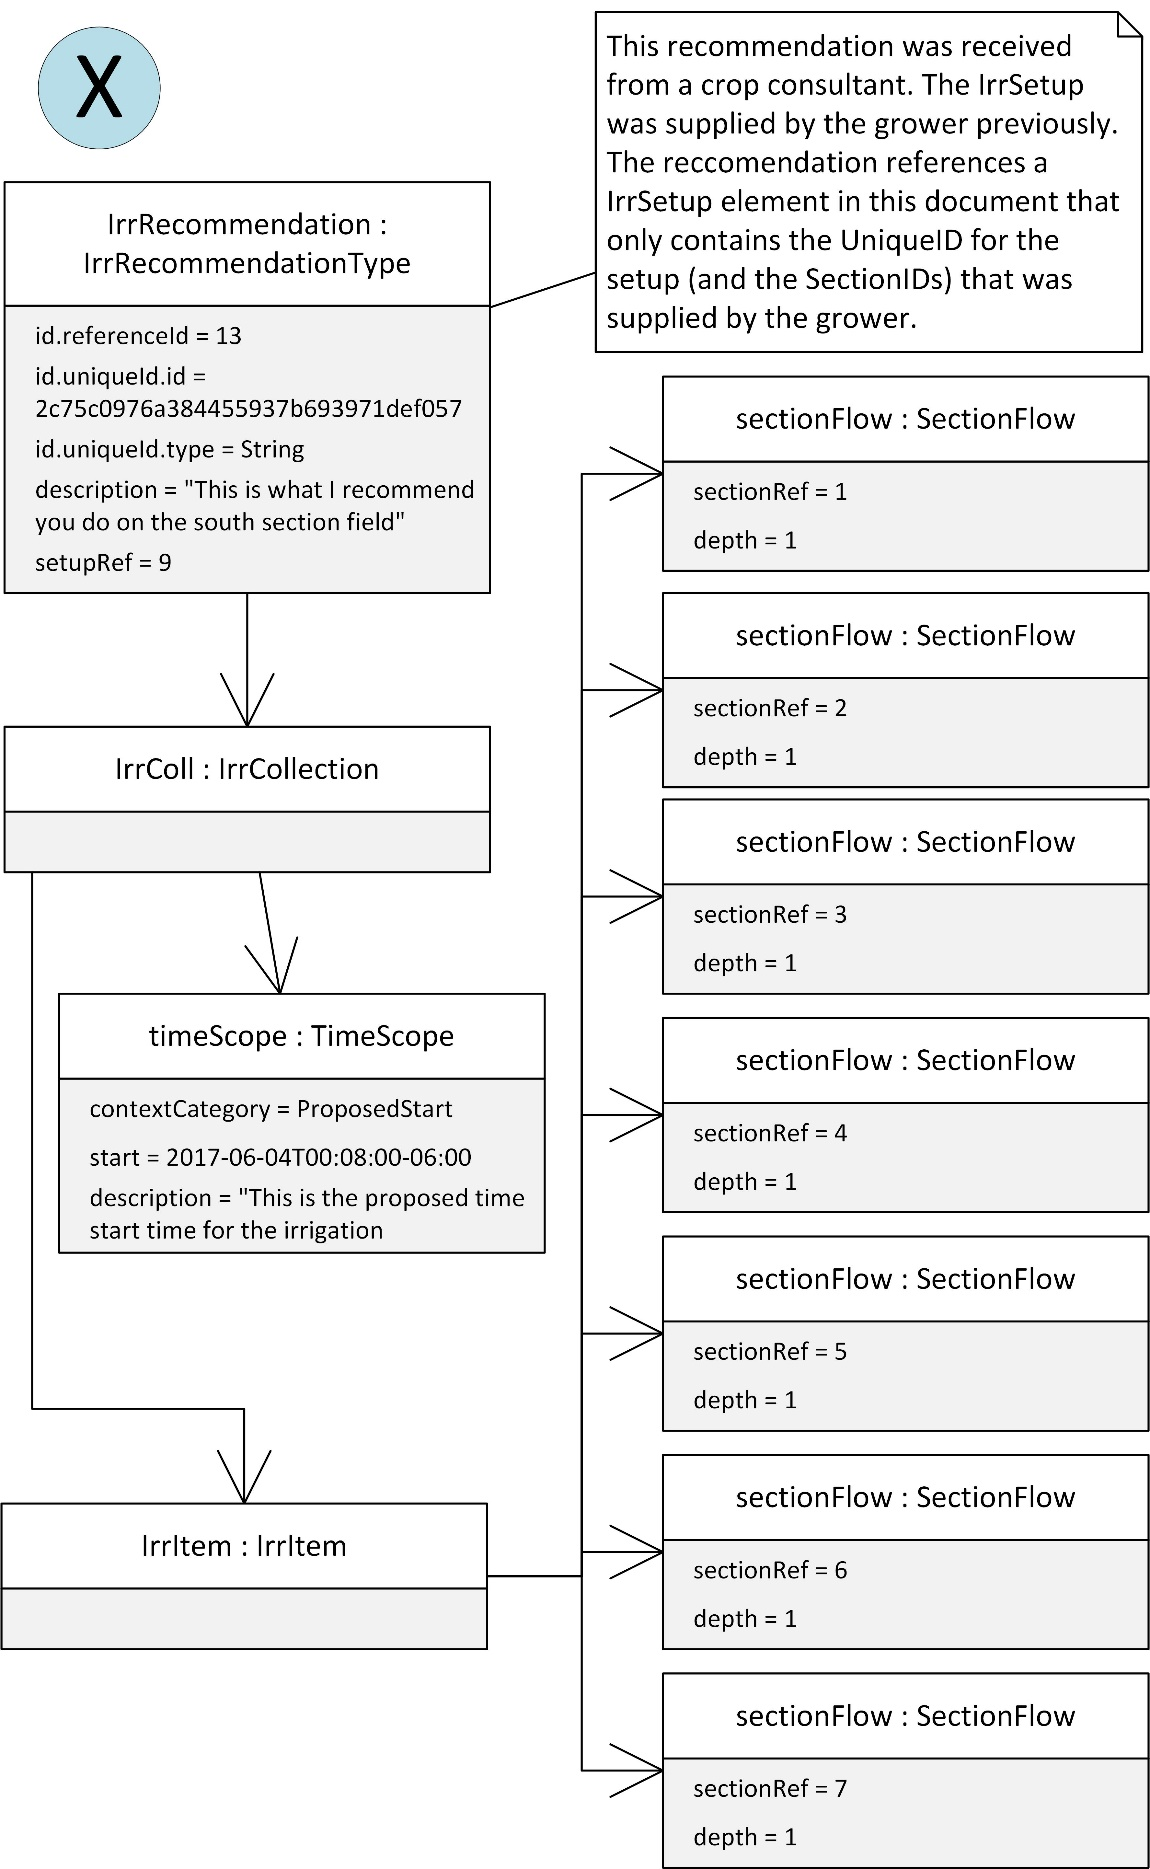 X
This recommendation was received
from a crop consultant. The IrrSetup
was supplied by the grower previously.
The reccomendation references a
IrrSetup element in this document that
only contains the UniqueID for the
setup (and the SectionIDs) that was
supplied by the grower.
IrrRecommendation :
IrrRecommendationType
id.referenceId = 13
id.uniqueId.id =
2c75c0976a384455937b693971def057
id.uniqueId.type = String
description = "This is what I recommend
you do on the south section field"
setupRef = 9
IrrColl : IrrCollection
timeScope : TimeScope
contextCategory = ProposedStart
start = 2017-06-04T00:08:00-06:00
description = "This is the proposed time
start time for the irrigation
IrrItem : IrrItem
sectionFlow : SectionFlow
sectionRef = 1
depth = 1
sectionFlow : SectionFlow
sectionRef = 2
depth = 1
sectionFlow : SectionFlow
sectionRef = 3
depth = 1
sectionFlow : SectionFlow
sectionRef = 4
depth = 1
sectionFlow : SectionFlow
sectionRef = 5
depth = 1
sectionFlow : SectionFlow
sectionRef = 6
depth = 1
sectionFlow : SectionFlow
sectionRef = 7
depth = 1